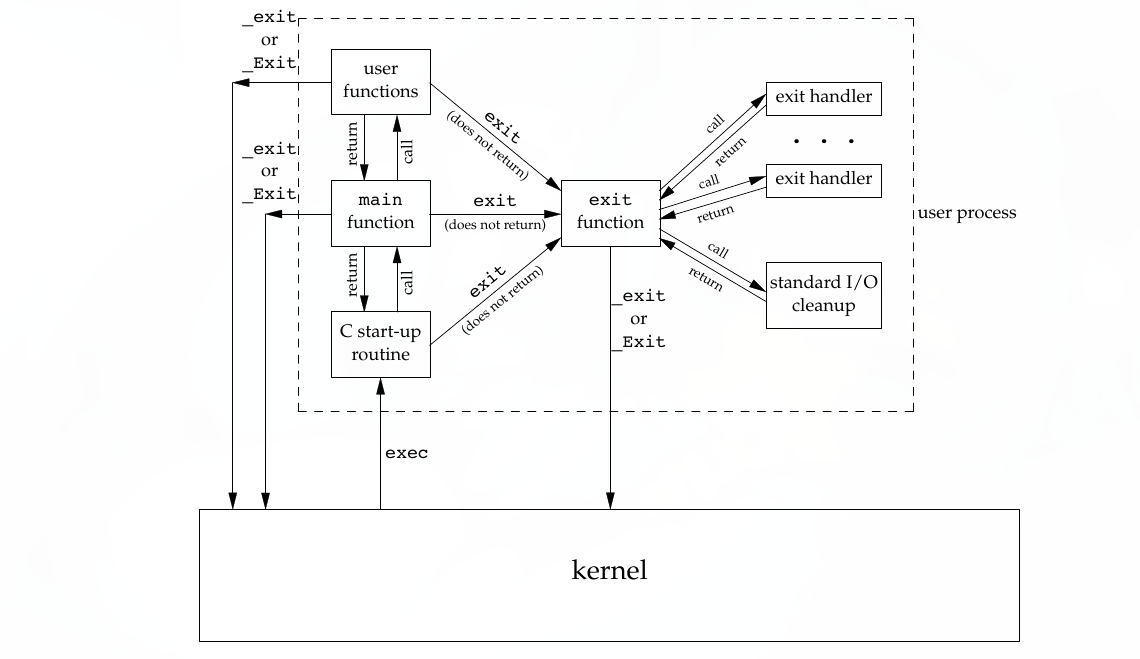 _exit
or
_Exit
user
functions
exit
(does not return)
exit handler
call
return
. . .
return
call
_exit
or
_Exit
main
function
exit
(does not return)
exit
function
call
return
exit handler
user process
return
call
call
return
standard I/O
cleanup
exit
(does not return)
_exit
or
_Exit
C start-up
routine
exec
kernel